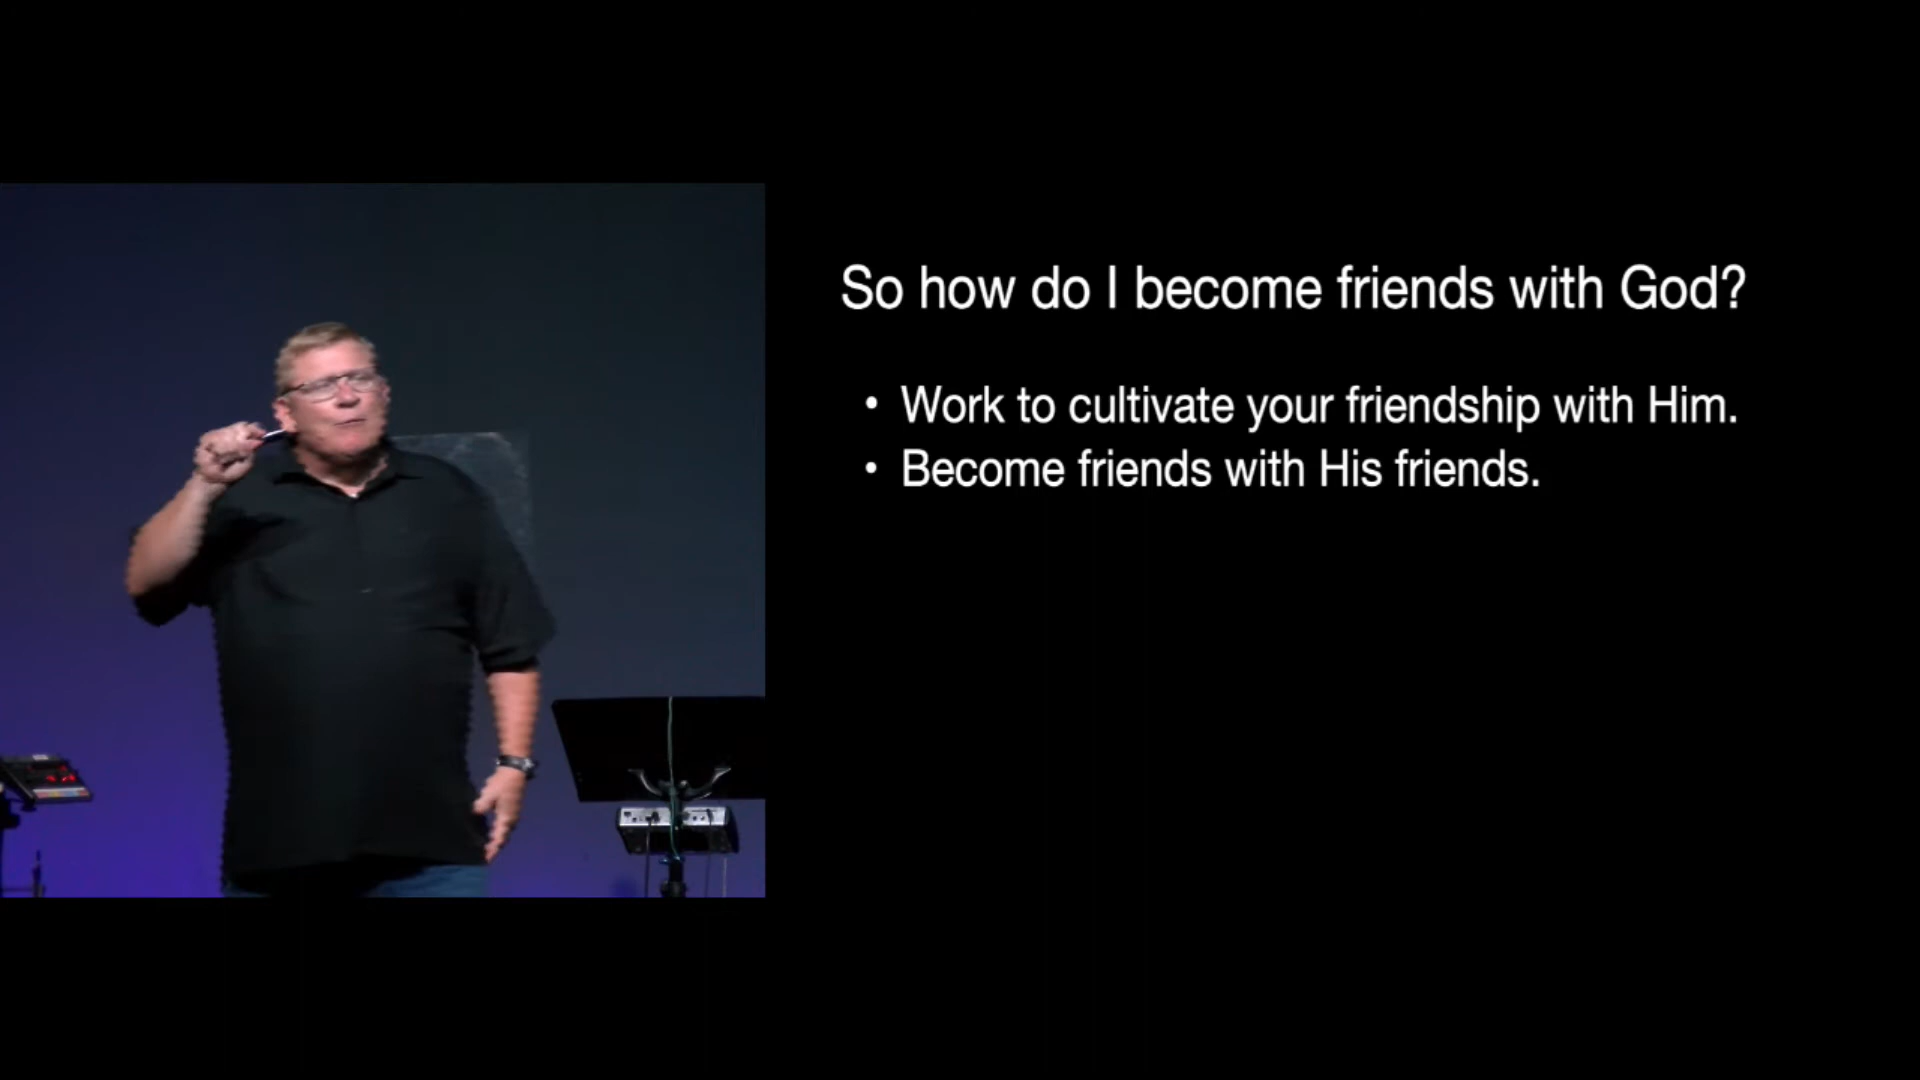 So how do I become friends with God?
• Work to cultivate your friendship with Him.
• Become friends with His friends.